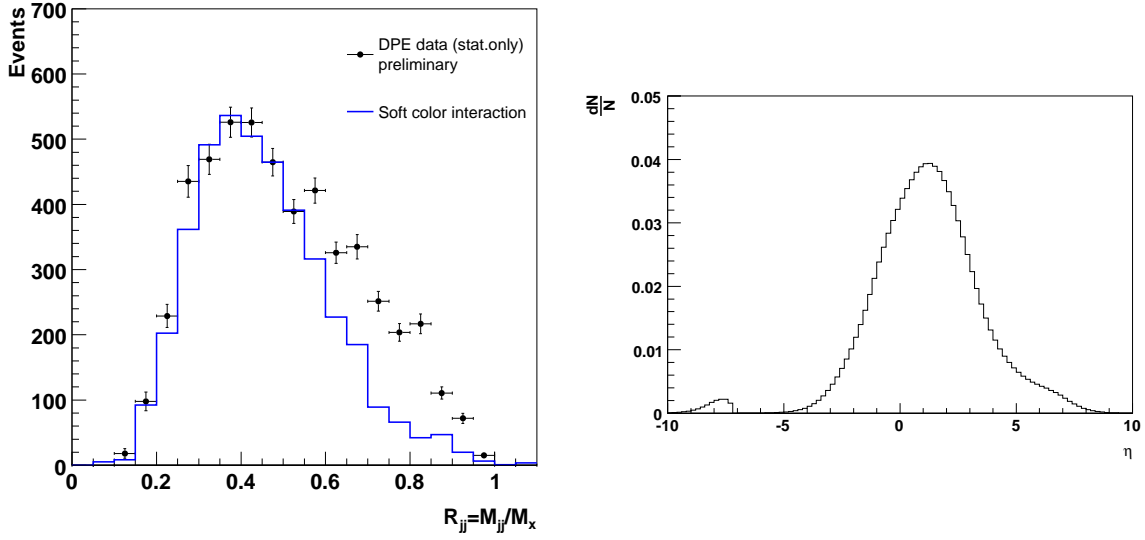 Events
700
600
500
400
300
200
100
0
0 0.2 0.4 0.6 0.8 1
R_jj=M_jj/M_x
DPE data (stat.only)
preliminary
Soft color interaction
dN
N
0.05
0.04
0.03
0.02
0.01
0
-10 -5 0 5 10
η